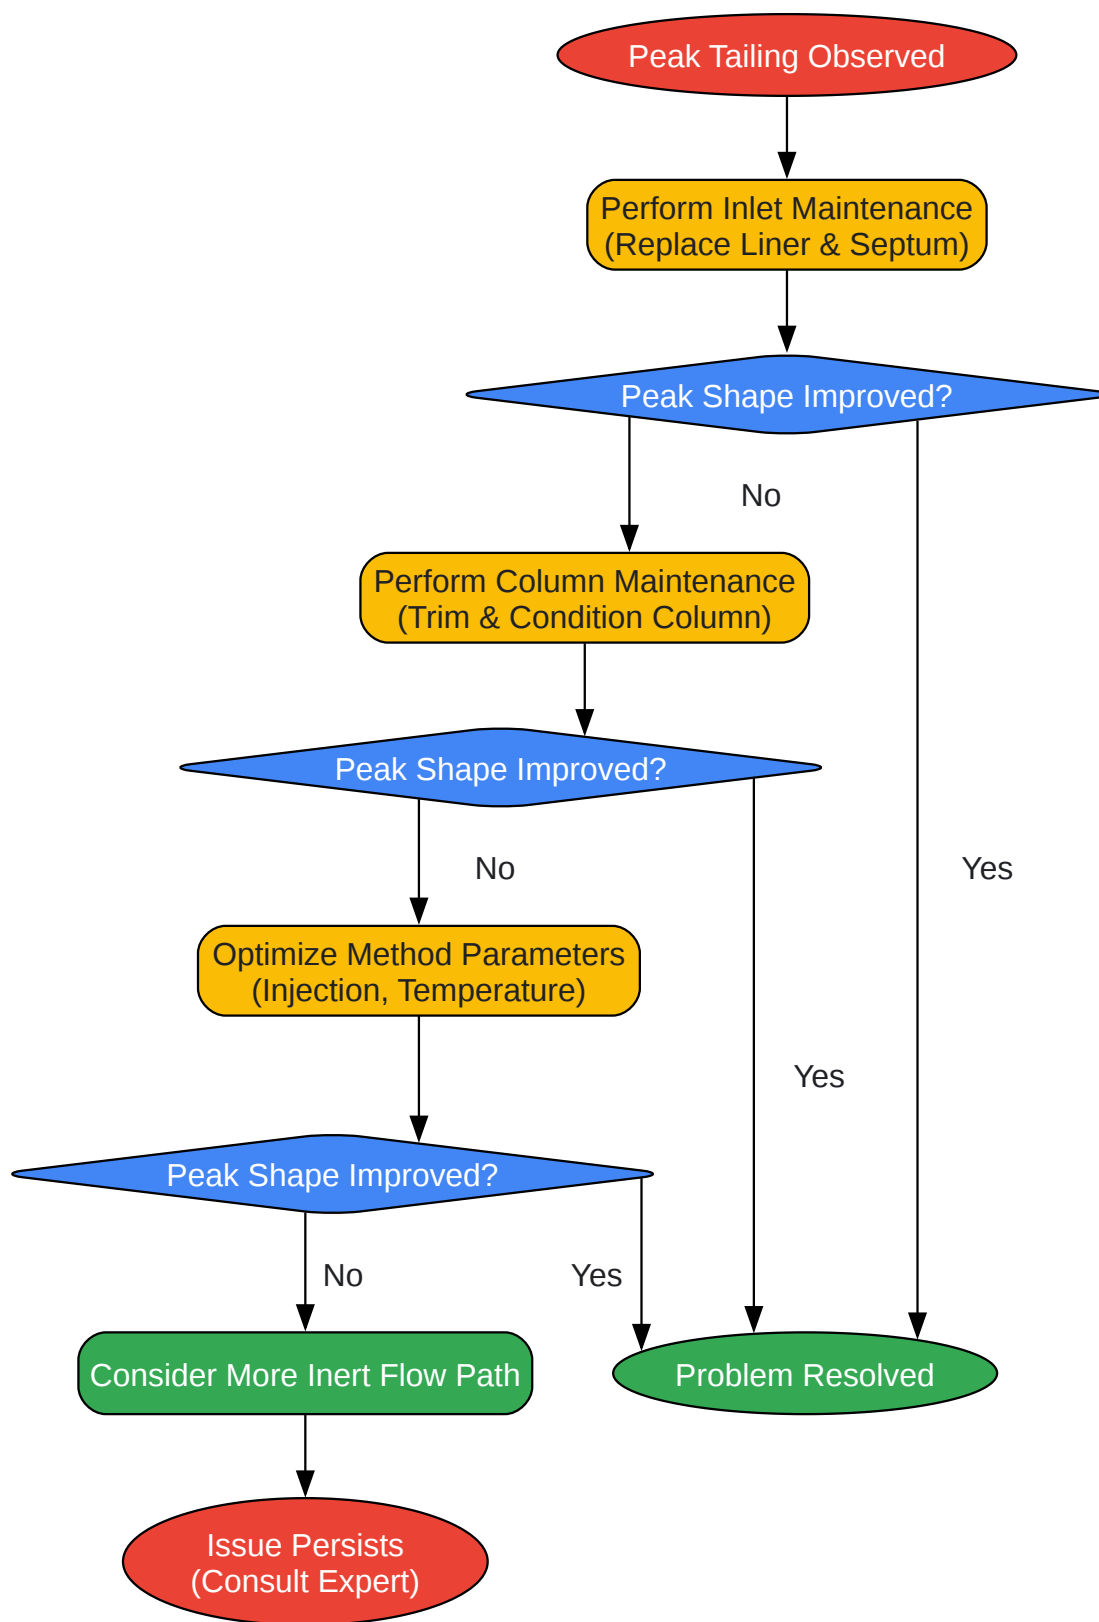 Peak Tailing Observed
Perform Inlet Maintenance
(Replace Liner & Septum)
Peak Shape Improved?
No
Perform Column Maintenance
(Trim & Condition Column)
Peak Shape Improved?
No
Yes
Optimize Method Parameters
(Injection, Temperature)
Yes
Peak Shape Improved?
No
Yes
Consider More Inert Flow Path
Problem Resolved
Issue Persists
(Consult Expert)